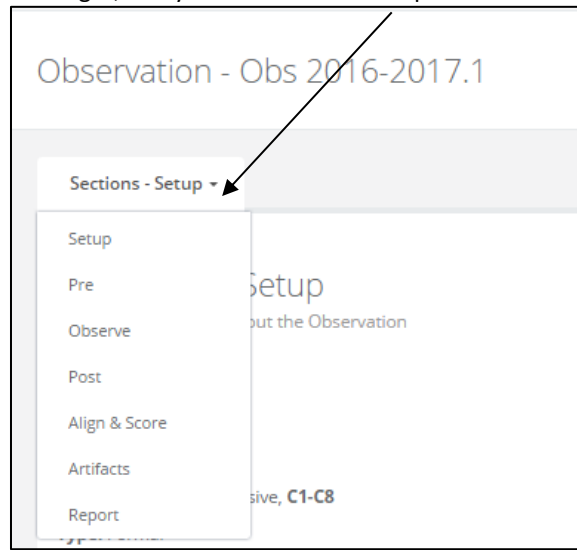 Observation - Obs 2016-2017.1
Sections - Setup
Setup
Pre
Setup
out the Observation
Observe
Post
Align & Score
Artifacts
sive, C1-C8
Report